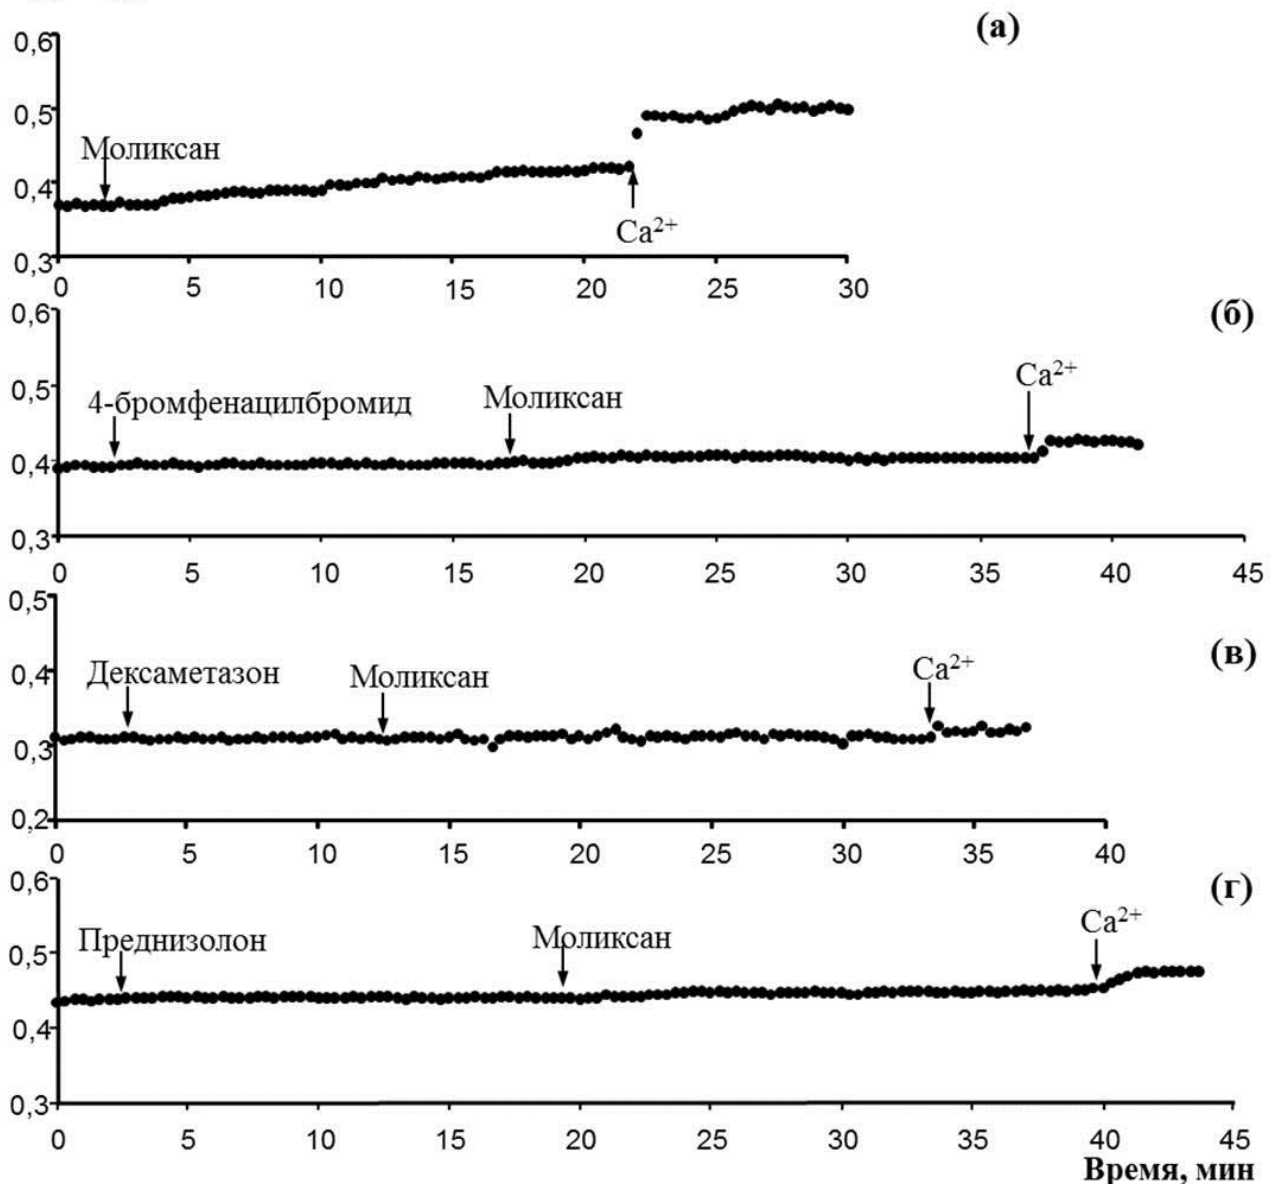 (а)
0,6
0,5
0,4
0,3
Моликсан
Ca²⁺
0 5 10 15 20 25 30
(б)
0,6
0,5
0,4
0,3
4-бромфенацилбромид
Моликсан
Ca²⁺
0 5 10 15 20 25 30 35 40 45
(в)
0,5
0,4
0,3
0,2
Дексаметазон
Моликсан
Ca²⁺
0 5 10 15 20 25 30 35 40
(г)
0,6
0,5
0,4
0,3
Преднизолон
Моликсан
Ca²⁺
0 5 10 15 20 25 30 35 40 45
Время, мин